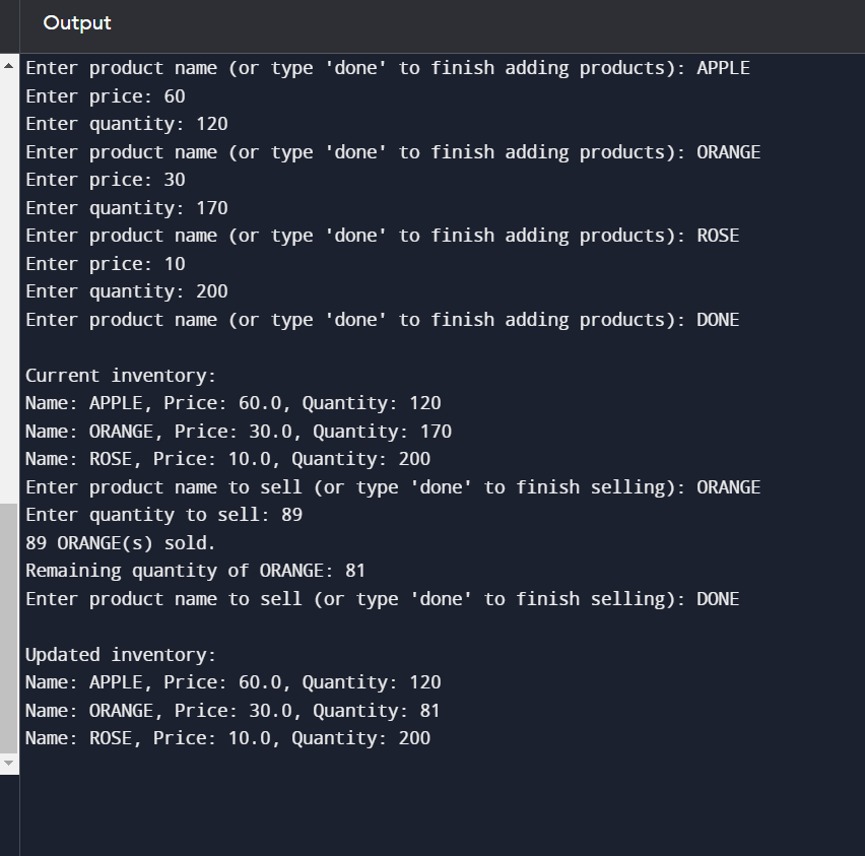 Output
Enter product name (or type 'done' to finish adding products): APPLE
Enter price: 60
Enter quantity: 120
Enter product name (or type 'done' to finish adding products): ORANGE
Enter price: 30
Enter quantity: 170
Enter product name (or type 'done' to finish adding products): ROSE
Enter price: 10
Enter quantity: 200
Enter product name (or type 'done' to finish adding products): DONE
Current inventory:
Name: APPLE, Price: 60.0, Quantity: 120
Name: ORANGE, Price: 30.0, Quantity: 170
Name: ROSE, Price: 10.0, Quantity: 200
Enter product name to sell (or type 'done' to finish selling): ORANGE
Enter quantity to sell: 89
89 ORANGE(s) sold.
Remaining quantity of ORANGE: 81
Enter product name to sell (or type 'done' to finish selling): DONE
Updated inventory:
Name: APPLE, Price: 60.0, Quantity: 120
Name: ORANGE, Price: 30.0, Quantity: 81
Name: ROSE, Price: 10.0, Quantity: 200